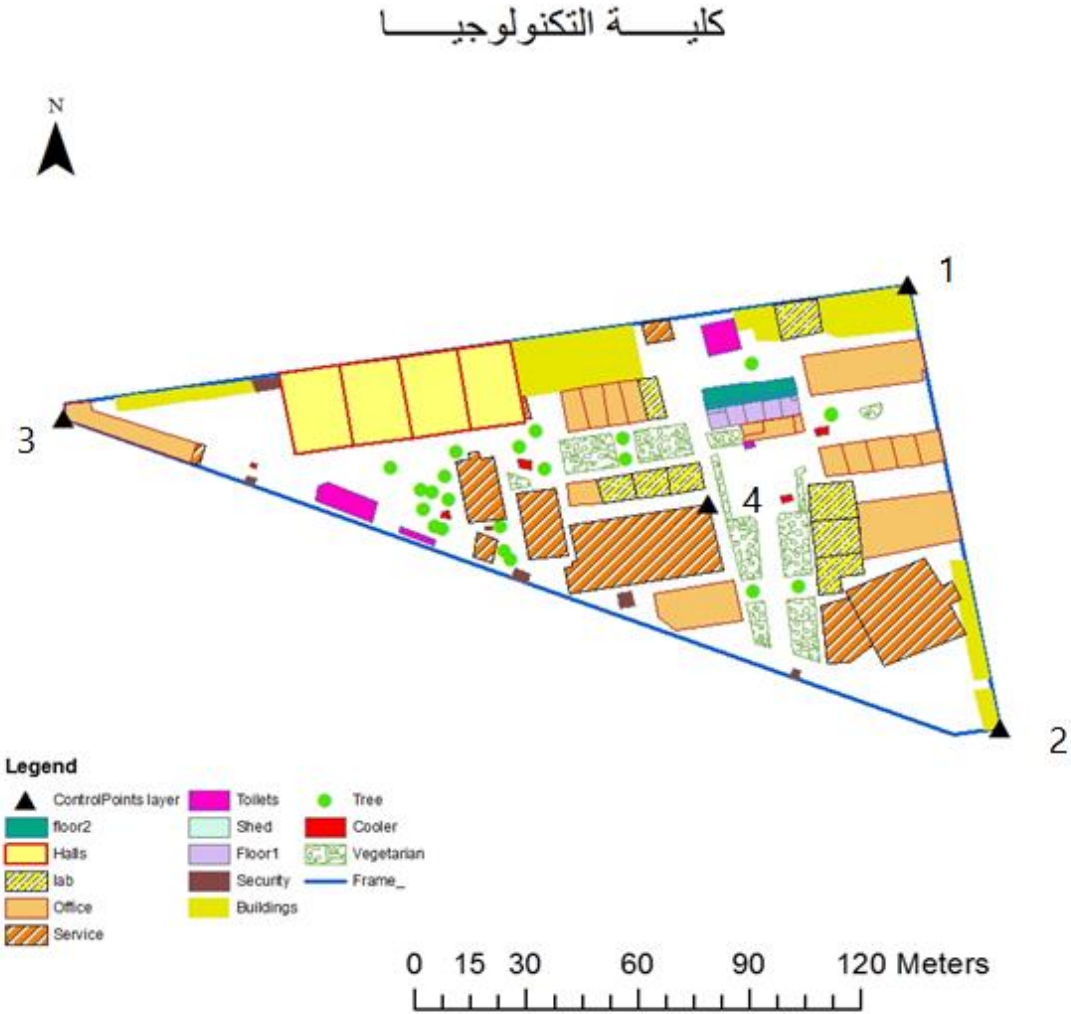 كليـــــة التكنولوجيـــــا
N
1
3
4
2
Legend
ControlPoints layer
floor2
Halls
lab
Office
Service
Toilets
Shed
Floor1
Security
Buildings
Tree
Cooler
Vegetarian
Frame_
0 15 30 60 90 120 Meters